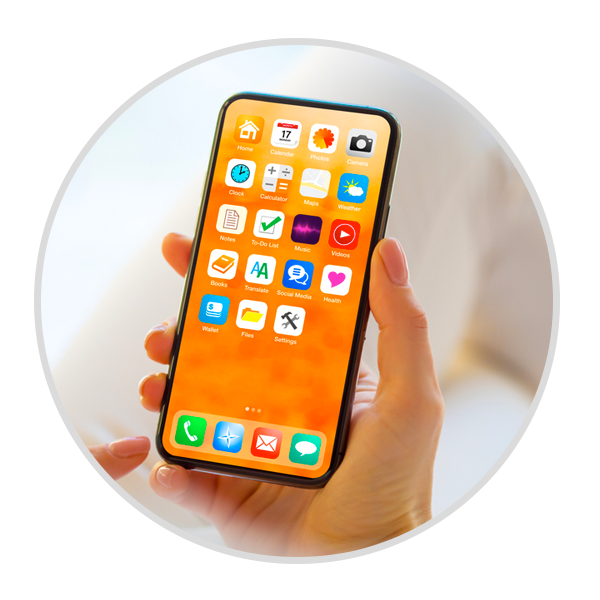 Home
17
Calendar
Photos
Camera
Clock
Calculator
Maps
Weather
Notes
To-Do List
Music
Videos
Books
AA
Translate
Social Media
Health
$
Wallet
Files
Settings